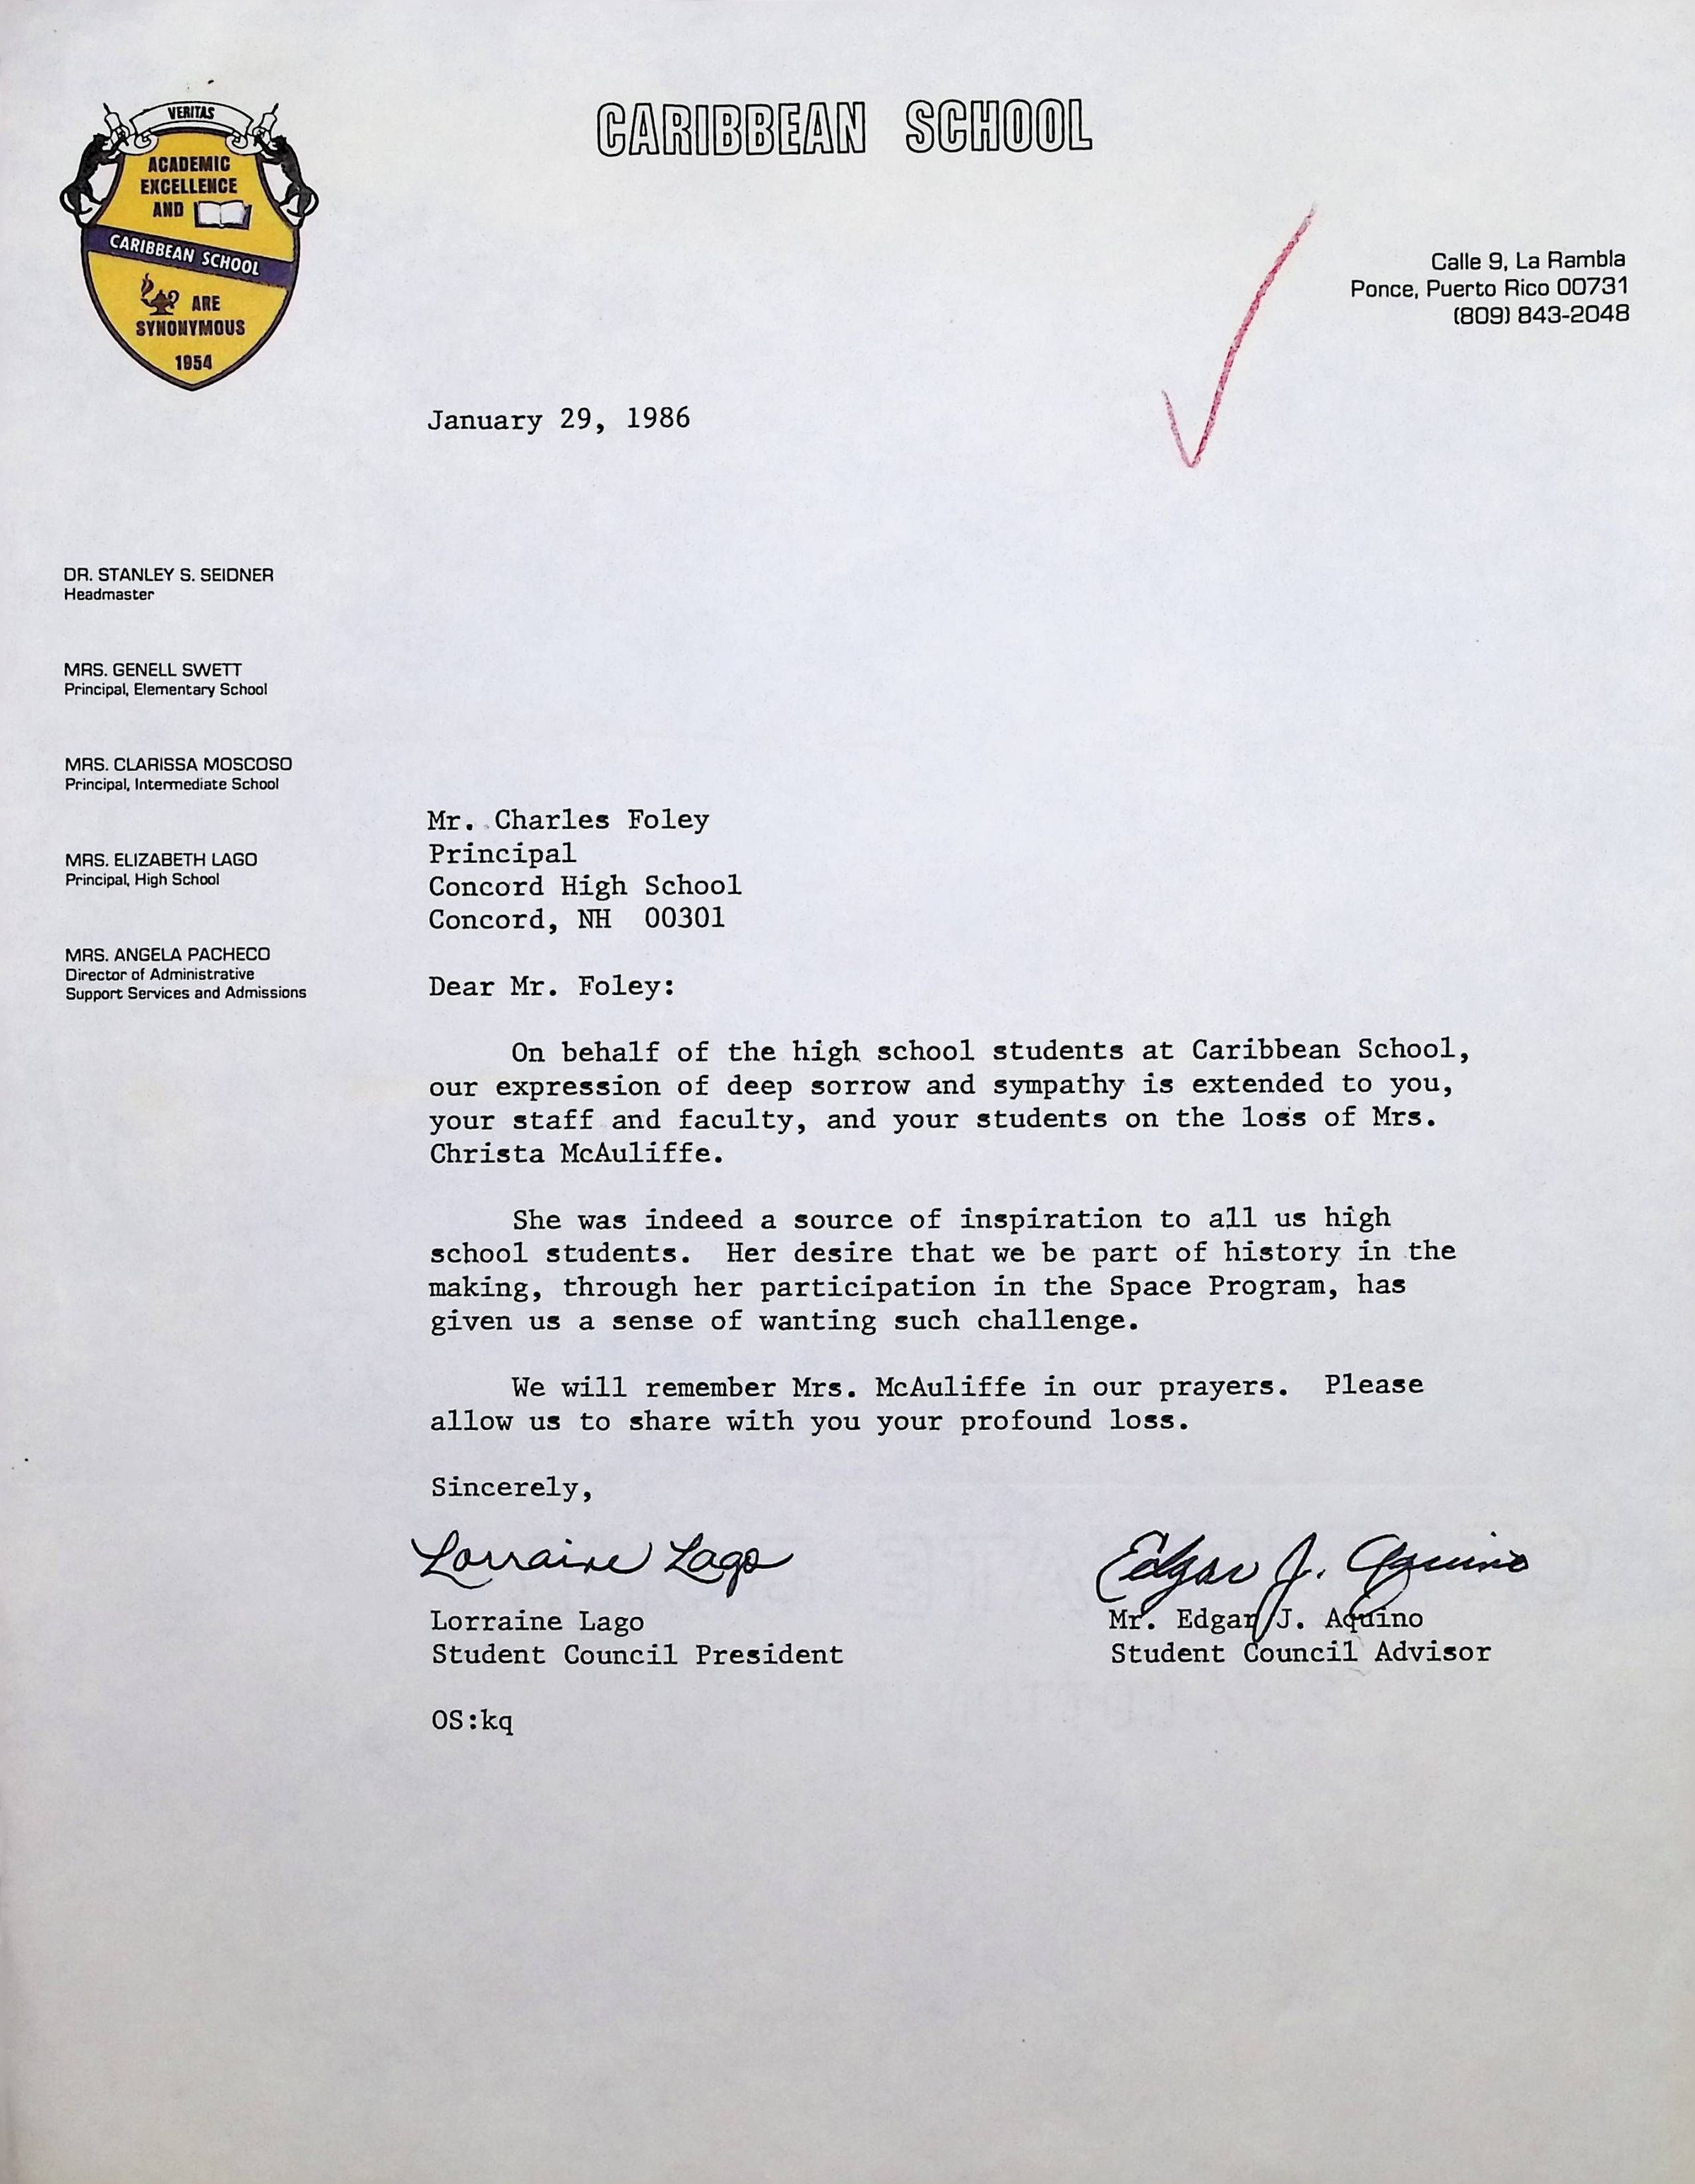 CARIBBEAN SCHOOL
VERITAS
ACADEMIC
EXCELLENCE
AND
CARIBBEAN SCHOOL
ARE
SYNONYMOUS
1954
Calle 9, La Rambla
Ponce, Puerto Rico 00731
(809) 843-2048
January 29, 1986
DR. STANLEY S. SEIDNER
Headmaster
MRS. GENELL SWETT
Principal, Elementary School
MRS. CLARISSA MOSCOSO
Principal, Intermediate School
MRS. ELIZABETH LAGO
Principal, High School
MRS. ANGELA PACHECO
Director of Administrative
Support Services and Admissions
Mr. Charles Foley
Principal
Concord High School
Concord, NH  00301
Dear Mr. Foley:
On behalf of the high school students at Caribbean School,
our expression of deep sorrow and sympathy is extended to you,
your staff and faculty, and your students on the loss of Mrs.
Christa McAuliffe.
She was indeed a source of inspiration to all us high
school students.  Her desire that we be part of history in the
making, through her participation in the Space Program, has
given us a sense of wanting such challenge.
We will remember Mrs. McAuliffe in our prayers.  Please
allow us to share with you your profound loss.
Sincerely,
Lorraine Lago
Edgar J. Aquino
Lorraine Lago
Student Council President
Mr. Edgar J. Aquino
Student Council Advisor
OS:kq